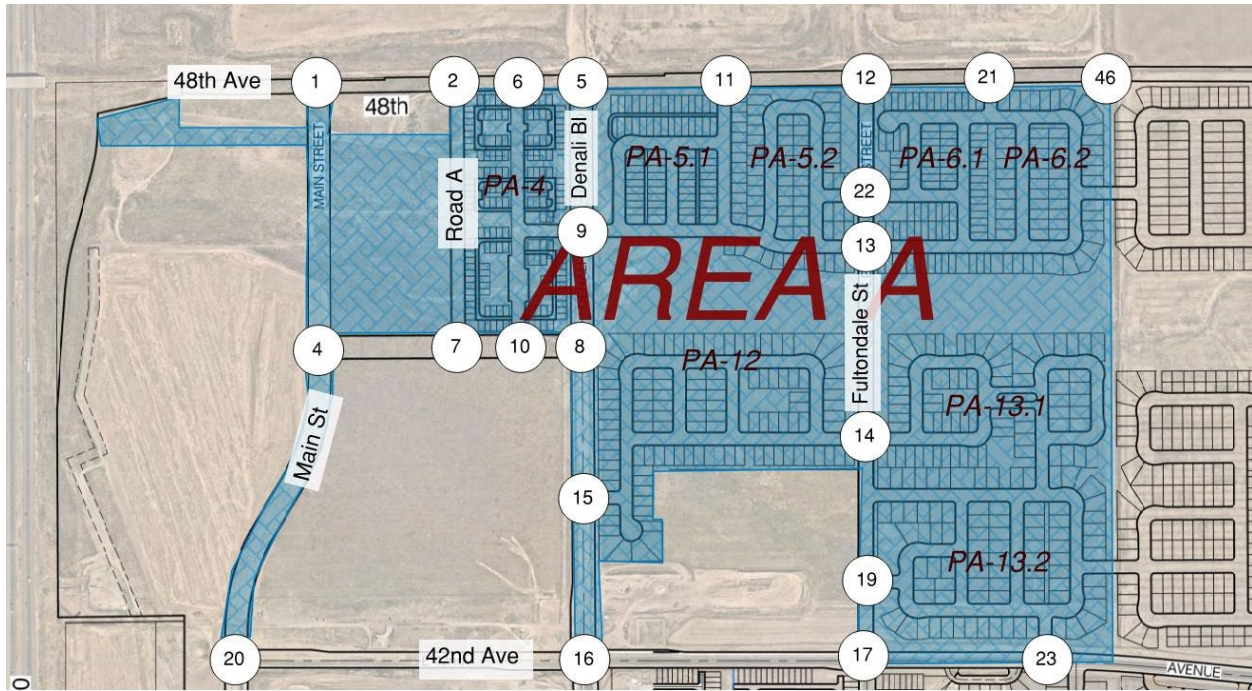 48th Ave
1
2
6
5
11
12
21
46
48th
MAIN STREET
Road A
PA-4
Denali Bl
PA-5.1
PA-5.2
STREET
PA-6.1
PA-6.2
22
9
13
AREA A
4
7
10
8
PA-12
Fultondale St
PA-13.1
Main St
14
15
PA-13.2
19
20
42nd Ave
16
17
23
AVENUE
0